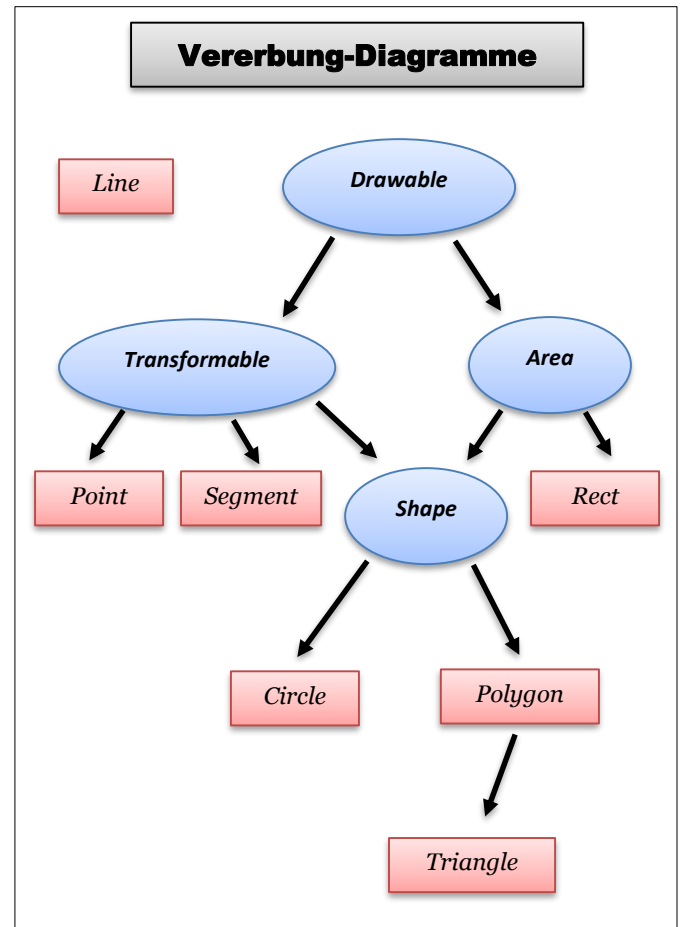 Vererbung-Diagramme
Line
Drawable
Transformable
Area
Point
Segment
Shape
Rect
Circle
Polygon
Triangle